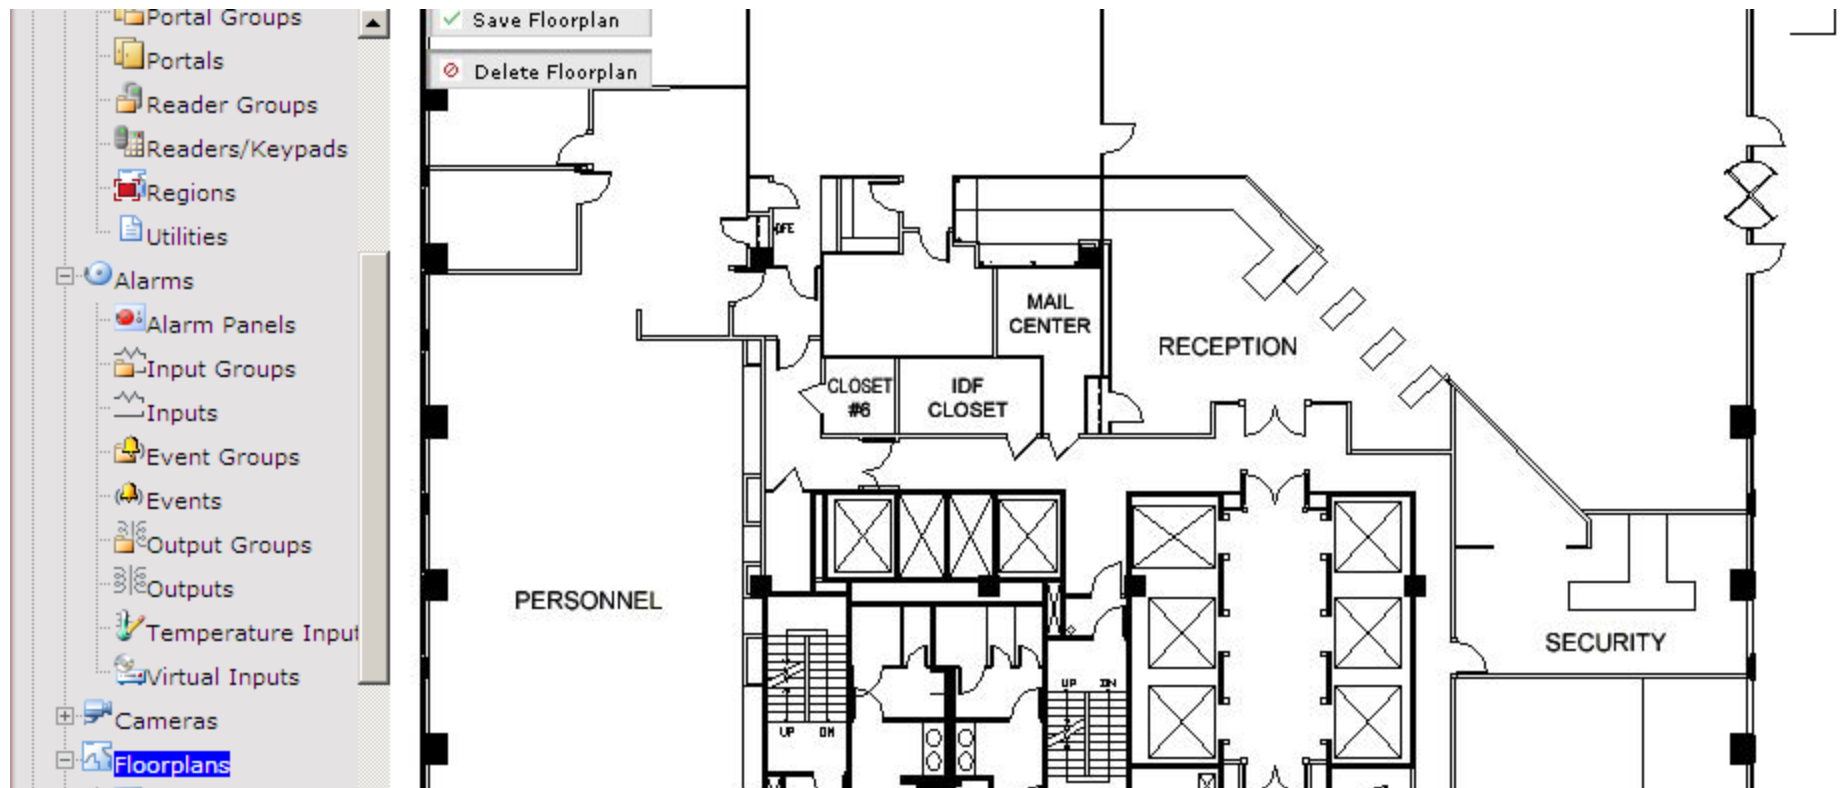 Portal Groups
Portals
Reader Groups
Readers/Keypads
Regions
Utilities
Alarms
Alarm Panels
Input Groups
Inputs
Event Groups
Events
Output Groups
Outputs
Temperature Input
Virtual Inputs
Cameras
Floorplans
Save Floorplan
Delete Floorplan
MAIL
CENTER
RECEPTION
CLOSET
#6
IDF
CLOSET
PERSONNEL
SECURITY
UP DN
UP DN